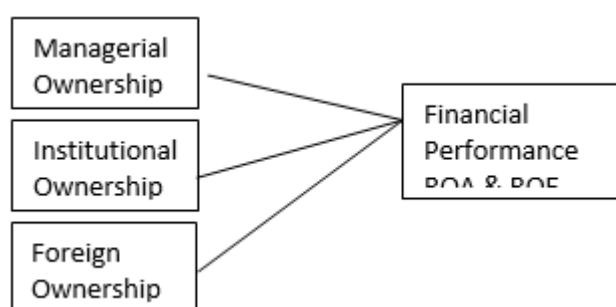 Managerial
Ownership
Institutional
Ownership
Foreign
Ownership
Financial
Performance